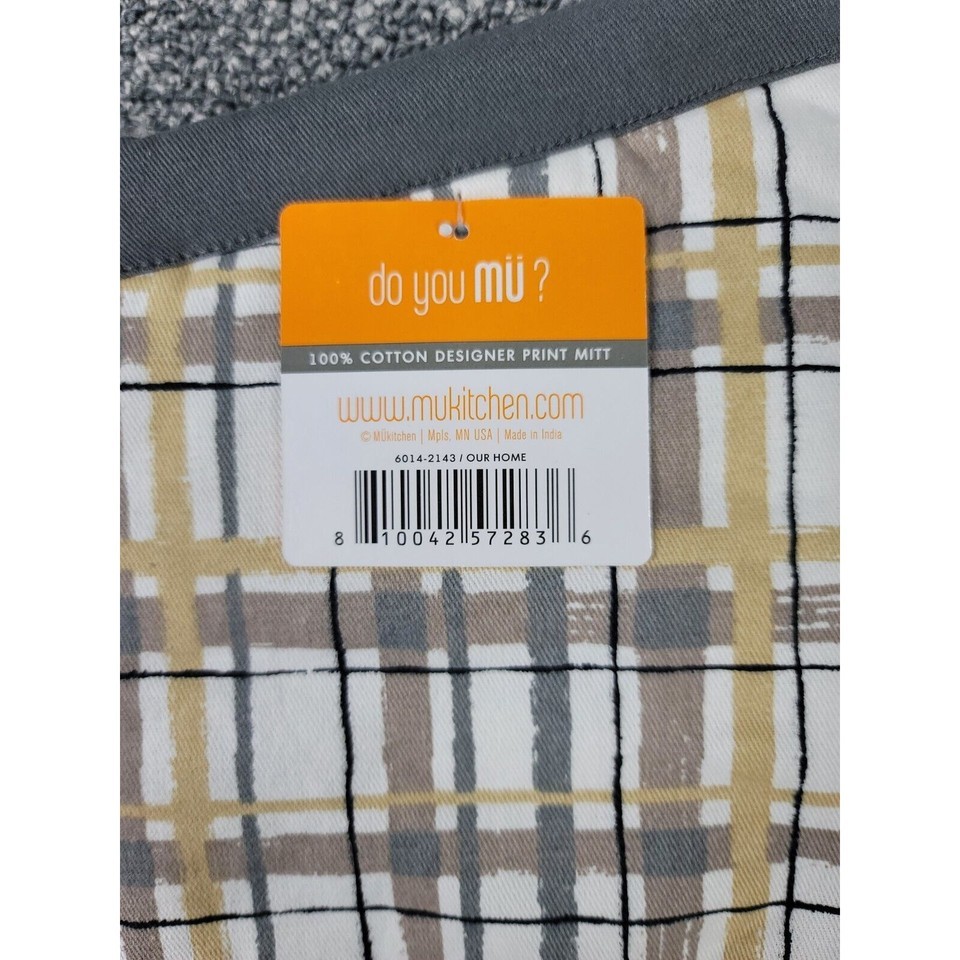 do you mü ?
100% COTTON DESIGNER PRINT MITT
www.mukitchen.com
© MÜkitchen | Mpls, MN USA | Made in India
6014-2143 / OUR HOME
8 10042 57283 6